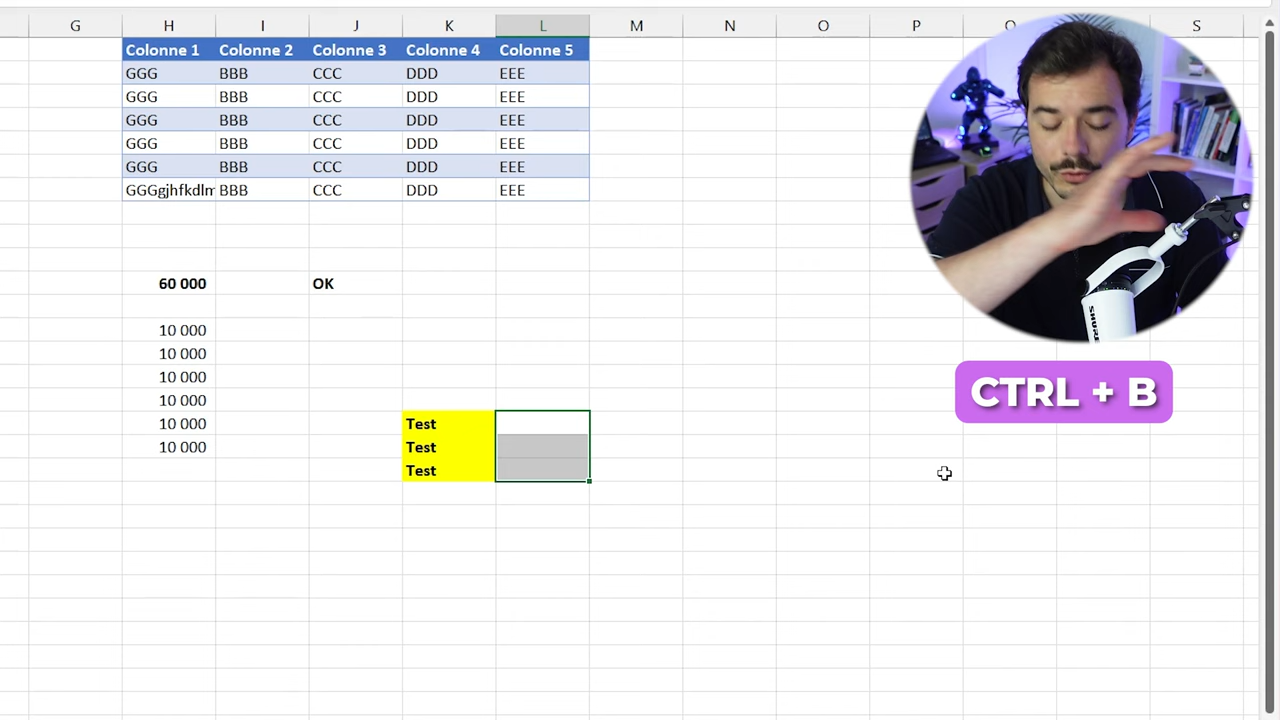 G H I J K L M N O P Q S
Colonne 1 Colonne 2 Colonne 3 Colonne 4 Colonne 5
GGG BBB CCC DDD EEE
GGG BBB CCC DDD EEE
GGG BBB CCC DDD EEE
GGG BBB CCC DDD EEE
GGG BBB CCC DDD EEE
GGGgjhfkdlm BBB CCC DDD EEE
60 000 OK
10 000
10 000
10 000
10 000
10 000 Test
10 000 Test
Test
CTRL + B
SHURE